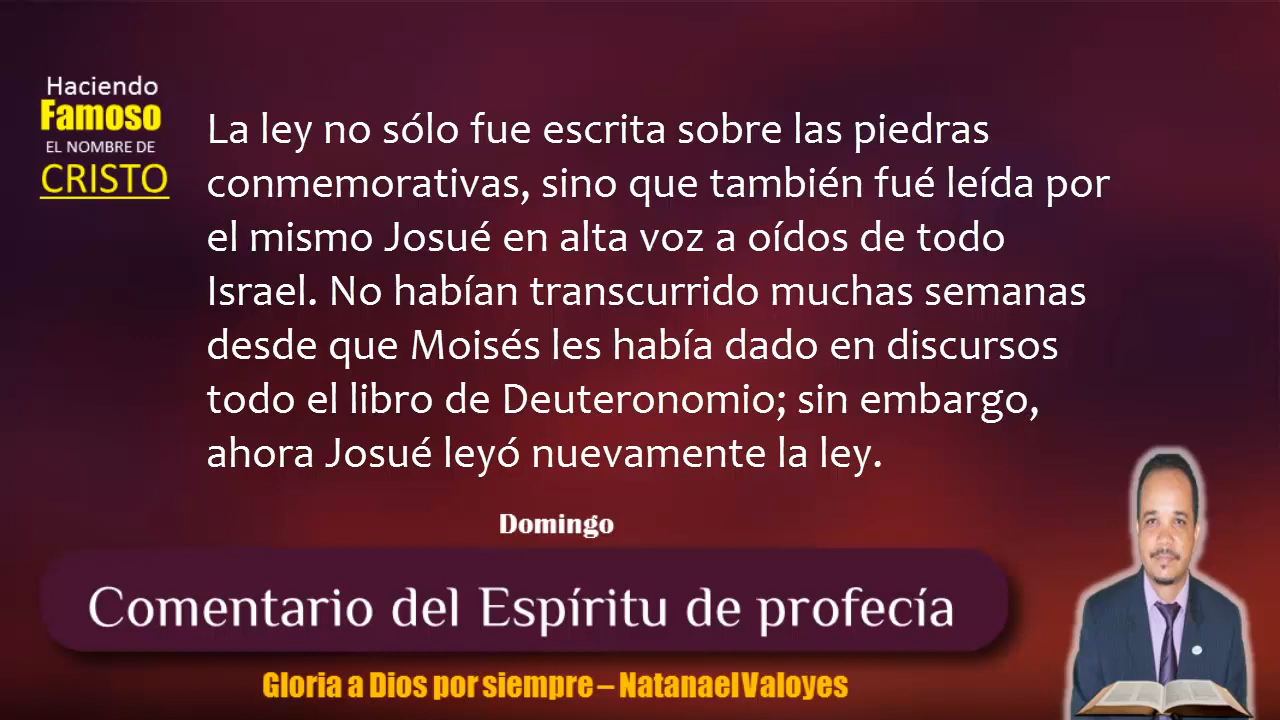 Haciendo
Famoso
EL NOMBRE DE
CRISTO
La ley no sólo fue escrita sobre las piedras
conmemorativas, sino que también fué leída por
el mismo Josué en alta voz a oídos de todo
Israel. No habían transcurrido muchas semanas
desde que Moisés les había dado en discursos
todo el libro de Deuteronomio; sin embargo,
ahora Josué leyó nuevamente la ley.
Domingo
Comentario del Espíritu de profecía
Gloria a Dios por siempre – Natanael Valoyes